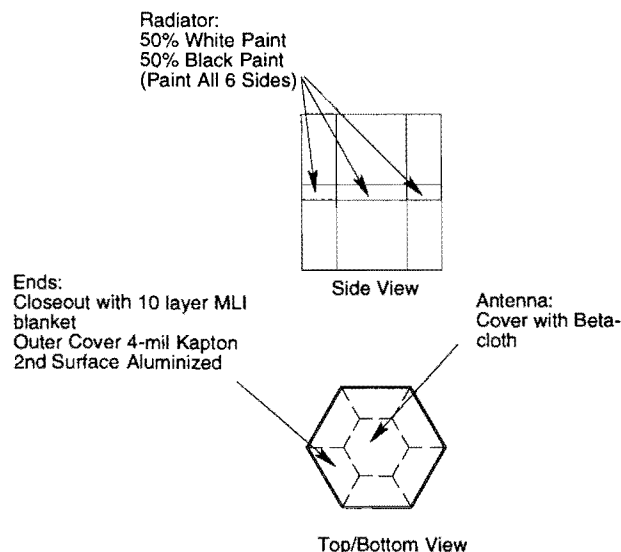 Radiator:
50% White Paint
50% Black Paint
(Paint All 6 Sides)
Side View
Ends:
Closeout with 10 layer MLI
blanket
Outer Cover 4-mil Kapton
2nd Surface Aluminized
Antenna:
Cover with Beta-
cloth
Top/Bottom View